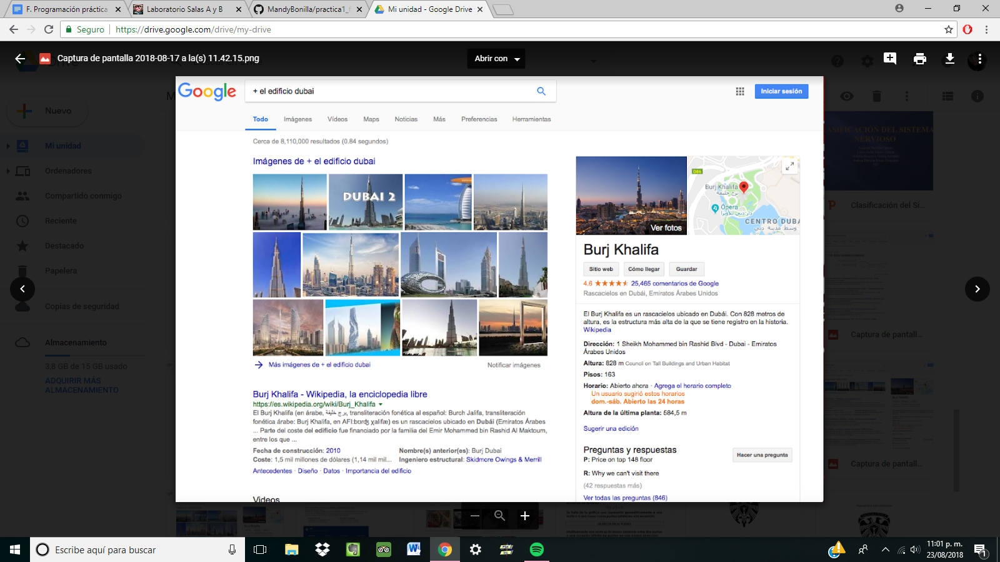 F. Programación práctica
Laboratorio Salas A y B
MandyBonilla/practica1_
Mi unidad - Google Drive
Seguro
https://drive.google.com/drive/my-drive
Captura de pantalla 2018-08-17 a la(s) 11.42.15.png
Abrir con
Nuevo
Mi unidad
Ordenadores
Compartido conmigo
Reciente
Destacado
Papelera
Copias de seguridad
Almacenamiento
3,8 GB de 15 GB usado
ADQUIRIR MÁS
ALMACENAMIENTO
Google
+ el edificio dubai
Iniciar sesión
Todo Imágenes Vídeos Maps Noticias Más Preferencias Herramientas
Cerca de 8,110,000 resultados (0.84 segundos)
Imágenes de + el edificio dubai
DUBAI 2
Más imágenes de + el edificio dubai
Notificar imágenes
Burj Khalifa - Wikipedia, la enciclopedia libre
https://es.wikipedia.org/wiki/Burj_Khalifa
El Burj Khalifa (en árabe, برج خليفة, transliteración fonética al español: Burch Jalifa, transliteración
fonética árabe: Burj Khalifa, en AFI:bordʒ χalifæ) es un rascacielos ubicado en Dubái (Emiratos Árabes
... Parte del coste del edificio fue financiado por la familia del Emir Mohammed bin Rashid Al Maktoum,
entre los que ...
Fecha de construcción: 2010 Nombre(s) anterior(es): Burj Dubai
Coste: 1,5 mil millones de dólares (1,14 mil mil... Ingeniero estructural: Skidmore Owings & Merrill
Antecedentes · Diseño · Datos · Importancia del edificio
Videos
Ver fotos
D86
Burj Khalifa
برج خليفة
Ópera
دار دبي للأوبرا
CENTRO DUBA
وسط مدينة دبي
Burj Khalifa
Sitio web Cómo llegar Guardar
4.6 25,465 comentarios de Google
Rascacielos en Dubái, Emiratos Árabes Unidos
El Burj Khalifa es un rascacielos ubicado en Dubái. Con 828 metros de
altura, es la estructura más alta de la que se tiene registro en la historia.
Wikipedia
Dirección: 1 Sheikh Mohammed bin Rashid Blvd - Dubai - Emiratos
Árabes Unidos
Altura: 828 m Council on Tall Buildings and Urban Habitat
Pisos: 163
Horario: Abierto ahora · Agrega el horario completo
Un usuario sugirió estos horarios
dom.-sáb. Abierto las 24 horas
Altura de la última planta: 584,5 m
Sugerir una edición
Preguntas y respuestas
Hacer una pregunta
P: Price on top 148 floor
R: Why we can't visit there
(42 respuestas más)
Ver todas las preguntas (846)
CLASIFICACIÓN DEL SISTEMA
NERVIOSO
Clasificación del Si...
Captura de pantall...
Captura de pantall...
Escribe aquí para buscar
11:01 p. m.
23/08/2018
1